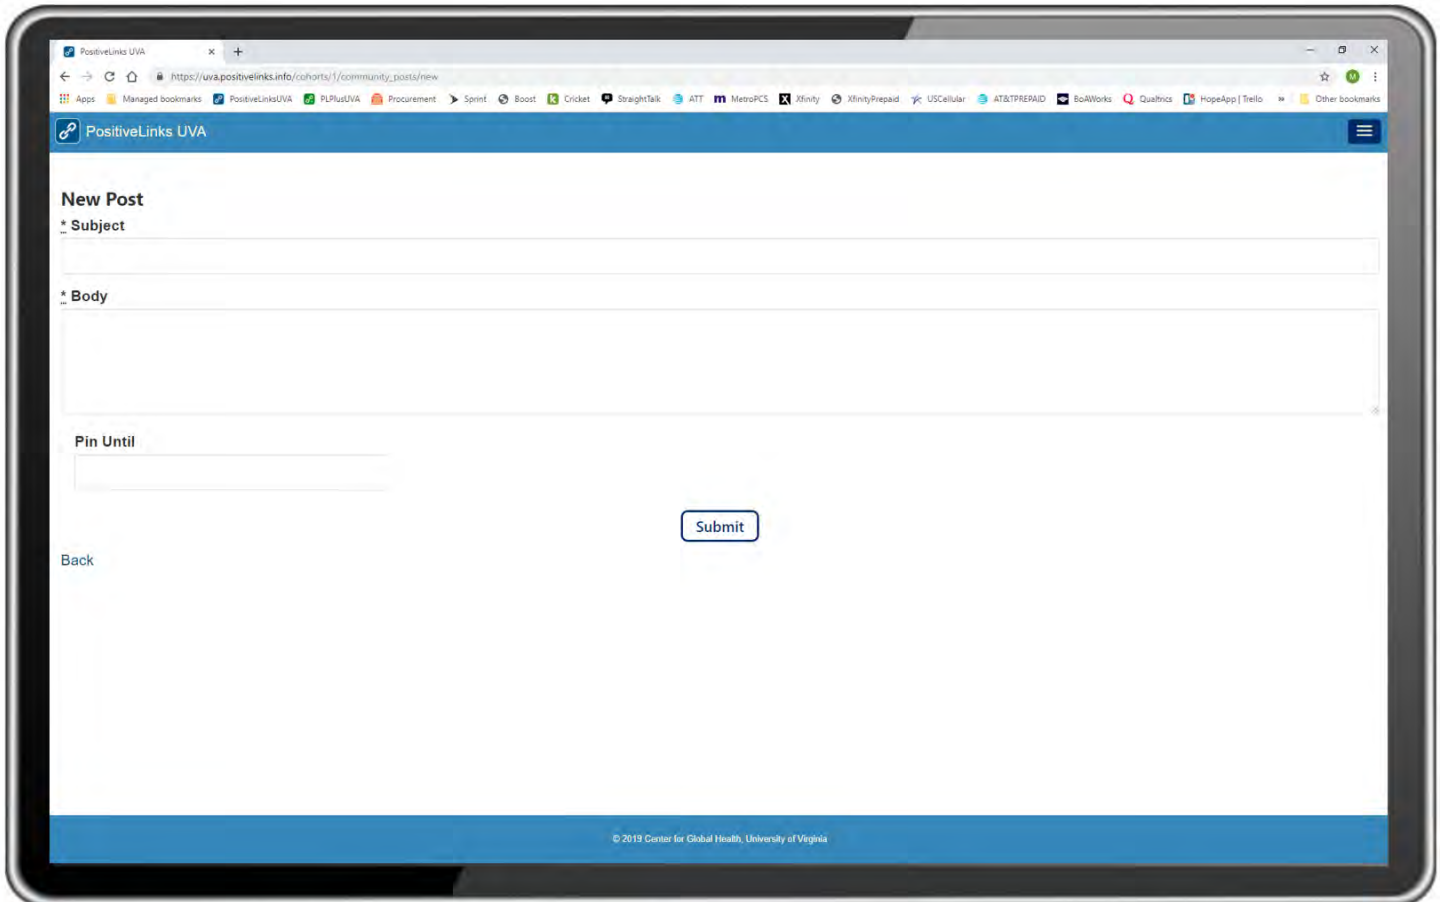 PositiveLinks UVA
https://uva.positivelinks.info/cohorts/1/community_posts/new
M
Apps Managed bookmarks PositiveLinksUVA PLPlusUVA Procurement Sprint Boost Cricket StraightTalk ATT MetroPCS Xfinity XfinityPrepaid USCellular AT&TPREPAID BoAWorks Qualtrics HopeApp | Trello » Other bookmarks
PositiveLinks UVA
New Post
* Subject
* Body
Pin Until
Submit
Back
© 2019 Center for Global Health, University of Virginia